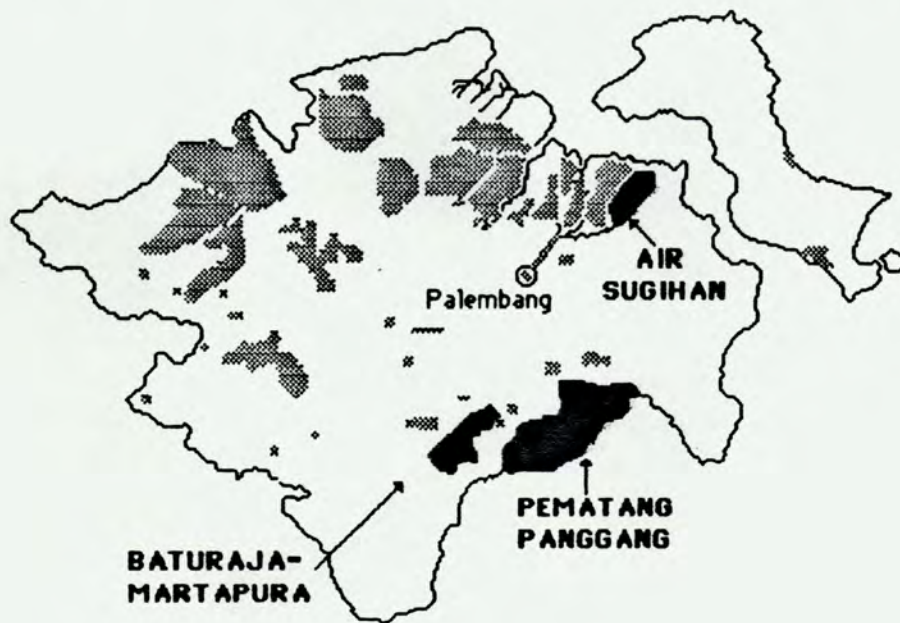 AIR
SUGIHAN
Palembang
PEMATANG
PANGGANG
BATURAJA-
MARTAPURA